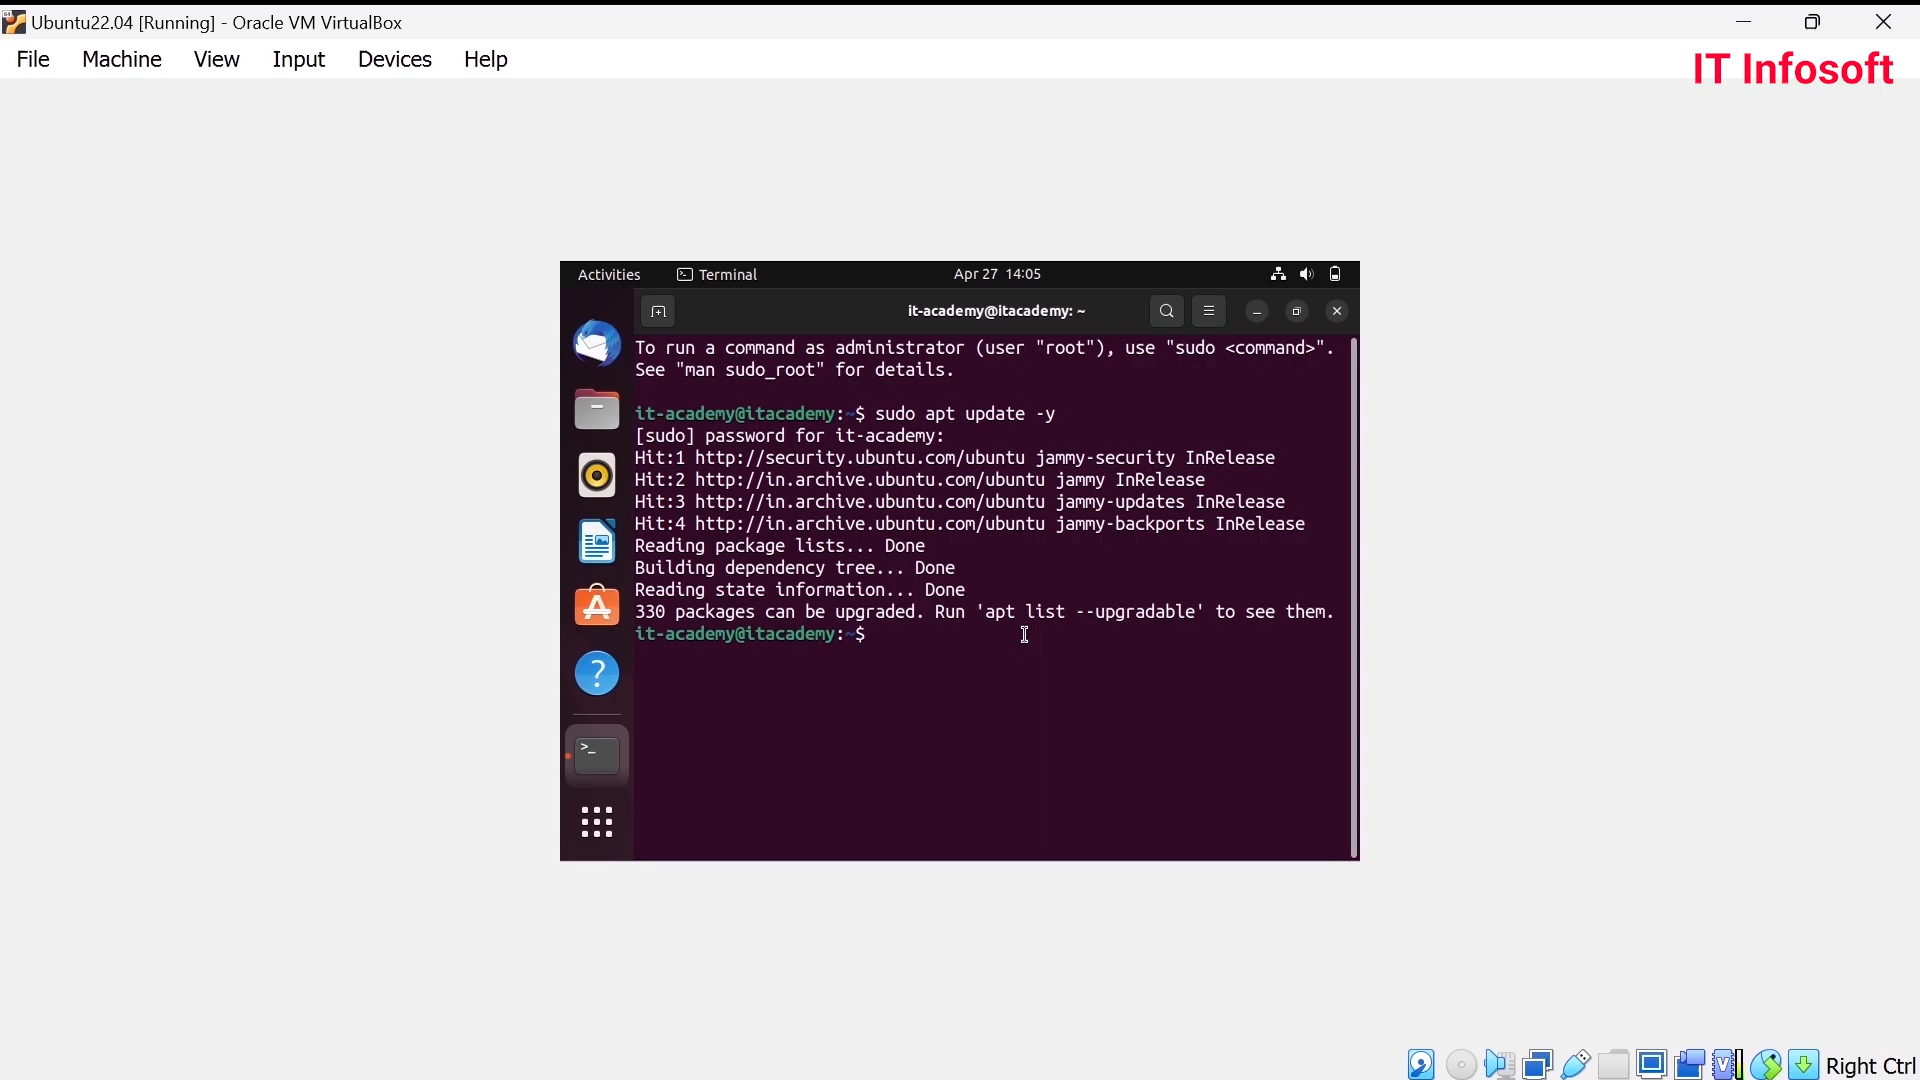 Ubuntu22.04 [Running] - Oracle VM VirtualBox
File Machine View Input Devices Help
IT Infosoft
Activities Terminal Apr 27 14:05
it-academy@itacademy: ~
To run a command as administrator (user "root"), use "sudo <command>".
See "man sudo_root" for details.
it-academy@itacademy:~$ sudo apt update -y
[sudo] password for it-academy:
Hit:1 http://security.ubuntu.com/ubuntu jammy-security InRelease
Hit:2 http://in.archive.ubuntu.com/ubuntu jammy InRelease
Hit:3 http://in.archive.ubuntu.com/ubuntu jammy-updates InRelease
Hit:4 http://in.archive.ubuntu.com/ubuntu jammy-backports InRelease
Reading package lists... Done
Building dependency tree... Done
Reading state information... Done
330 packages can be upgraded. Run 'apt list --upgradable' to see them.
it-academy@itacademy:~$
Right Ctrl